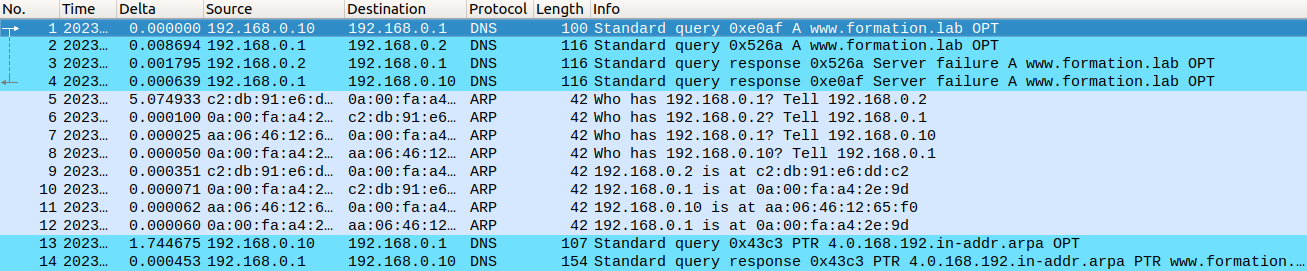 No. Time Delta Source Destination Protocol Length Info
1 2023… 0.000000 192.168.0.10 192.168.0.1 DNS 100 Standard query 0xe0af A www.formation.lab OPT
2 2023… 0.008694 192.168.0.1 192.168.0.2 DNS 116 Standard query 0x526a A www.formation.lab OPT
3 2023… 0.001795 192.168.0.2 192.168.0.1 DNS 116 Standard query response 0x526a Server failure A www.formation.lab OPT
4 2023… 0.000639 192.168.0.1 192.168.0.10 DNS 116 Standard query response 0xe0af Server failure A www.formation.lab OPT
5 2023… 5.074933 c2:db:91:e6:d… 0a:00:fa:a4… ARP 42 Who has 192.168.0.1? Tell 192.168.0.2
6 2023… 0.000100 0a:00:fa:a4:2… c2:db:91:e6… ARP 42 Who has 192.168.0.2? Tell 192.168.0.1
7 2023… 0.000025 aa:06:46:12:6… 0a:00:fa:a4… ARP 42 Who has 192.168.0.1? Tell 192.168.0.10
8 2023… 0.000050 0a:00:fa:a4:2… aa:06:46:12… ARP 42 Who has 192.168.0.10? Tell 192.168.0.1
9 2023… 0.000351 c2:db:91:e6:d… 0a:00:fa:a4… ARP 42 192.168.0.2 is at c2:db:91:e6:dd:c2
10 2023… 0.000071 0a:00:fa:a4:2… c2:db:91:e6… ARP 42 192.168.0.1 is at 0a:00:fa:a4:2e:9d
11 2023… 0.000062 aa:06:46:12:6… 0a:00:fa:a4… ARP 42 192.168.0.10 is at aa:06:46:12:65:f0
12 2023… 0.000060 0a:00:fa:a4:2… aa:06:46:12… ARP 42 192.168.0.1 is at 0a:00:fa:a4:2e:9d
13 2023… 1.744675 192.168.0.10 192.168.0.1 DNS 107 Standard query 0x43c3 PTR 4.0.168.192.in-addr.arpa OPT
14 2023… 0.000453 192.168.0.1 192.168.0.10 DNS 154 Standard query response 0x43c3 PTR 4.0.168.192.in-addr.arpa PTR www.formation.…